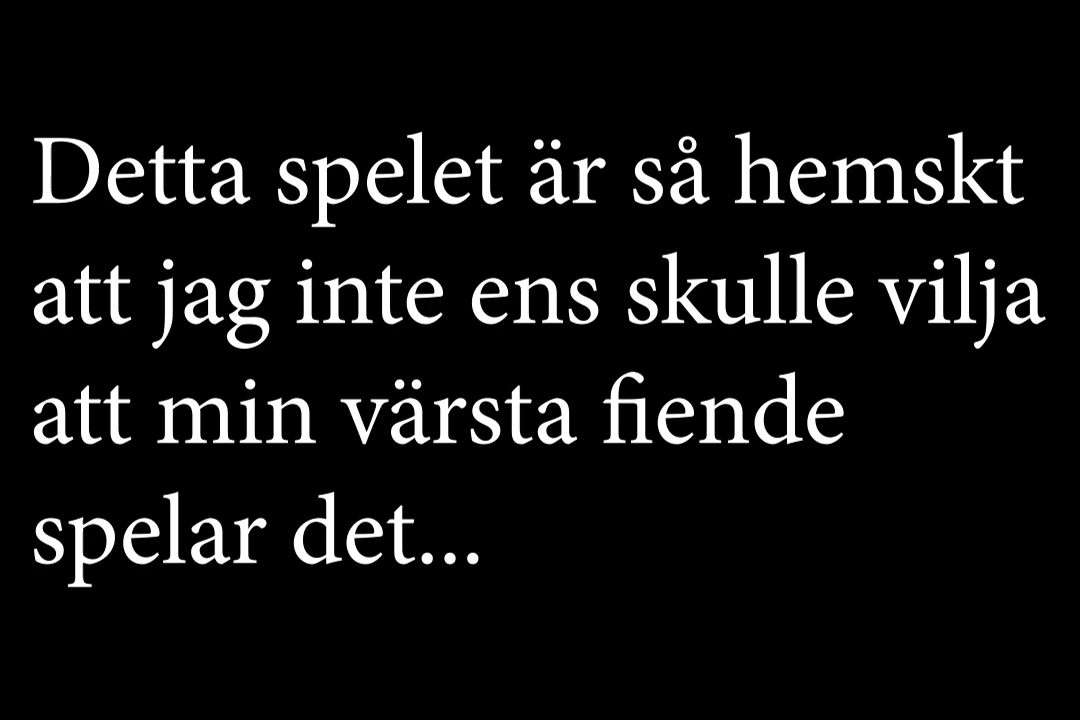 Detta spelet är så hemskt
att jag inte ens skulle vilja
att min värsta fiende
spelar det...